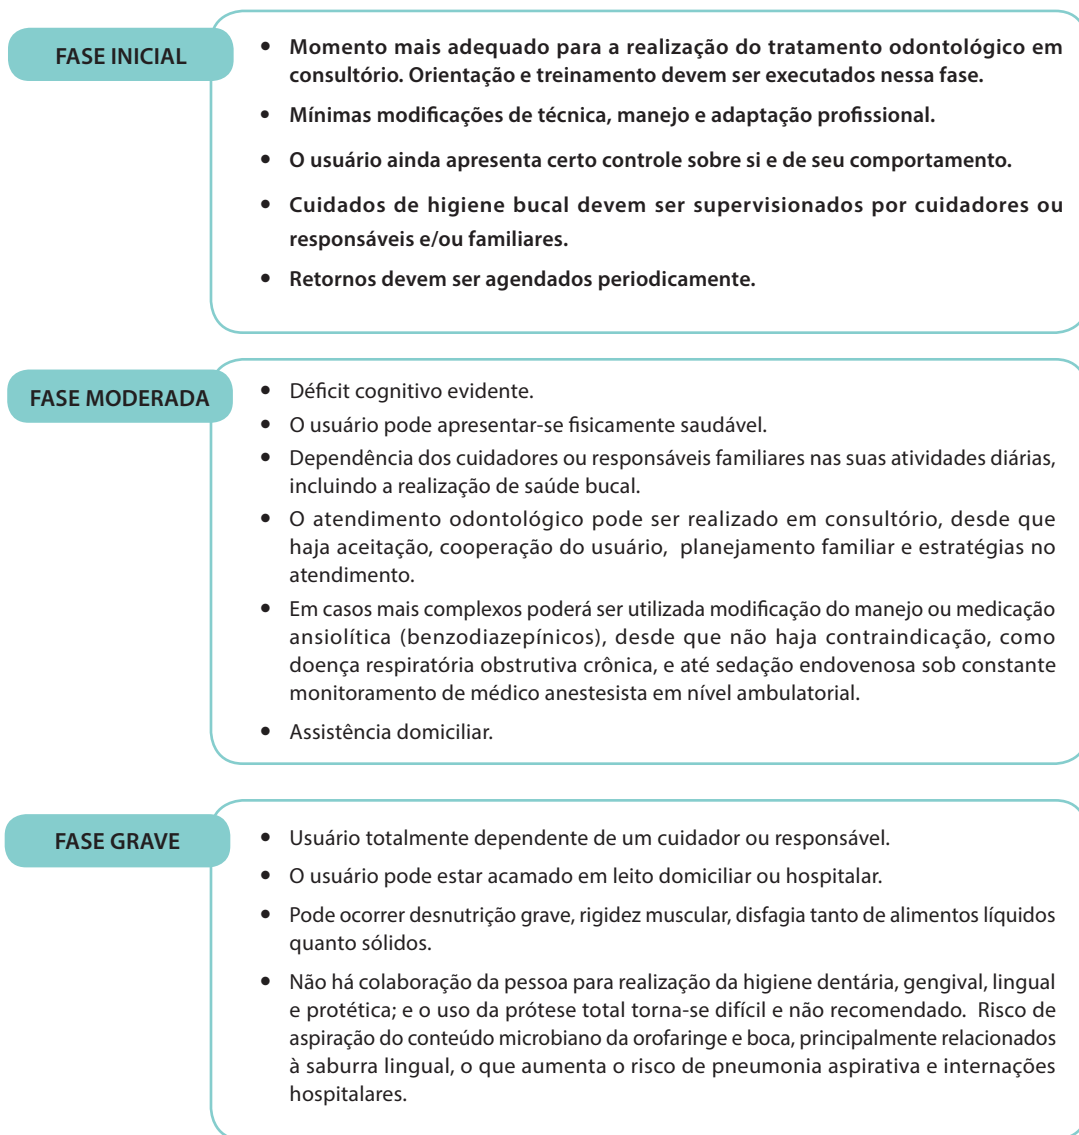 FASE INICIAL
• Momento mais adequado para a realização do tratamento odontológico em
consultório. Orientação e treinamento devem ser executados nessa fase.
• Mínimas modificações de técnica, manejo e adaptação profissional.
• O usuário ainda apresenta certo controle sobre si e de seu comportamento.
• Cuidados de higiene bucal devem ser supervisionados por cuidadores ou
responsáveis e/ou familiares.
• Retornos devem ser agendados periodicamente.
FASE MODERADA
• Déficit cognitivo evidente.
• O usuário pode apresentar-se fisicamente saudável.
• Dependência dos cuidadores ou responsáveis familiares nas suas atividades diárias,
incluindo a realização de saúde bucal.
• O atendimento odontológico pode ser realizado em consultório, desde que
haja aceitação, cooperação do usuário, planejamento familiar e estratégias no
atendimento.
• Em casos mais complexos poderá ser utilizada modificação do manejo ou medicação
ansiolítica (benzodiazepínicos), desde que não haja contraindicação, como
doença respiratória obstrutiva crônica, e até sedação endovenosa sob constante
monitoramento de médico anestesista em nível ambulatorial.
• Assistência domiciliar.
FASE GRAVE
• Usuário totalmente dependente de um cuidador ou responsável.
• O usuário pode estar acamado em leito domiciliar ou hospitalar.
• Pode ocorrer desnutrição grave, rigidez muscular, disfagia tanto de alimentos líquidos
quanto sólidos.
• Não há colaboração da pessoa para realização da higiene dentária, gengival, lingual
e protética; e o uso da prótese total torna-se difícil e não recomendado. Risco de
aspiração do conteúdo microbiano da orofaringe e boca, principalmente relacionados
à saburra lingual, o que aumenta o risco de pneumonia aspirativa e internações
hospitalares.